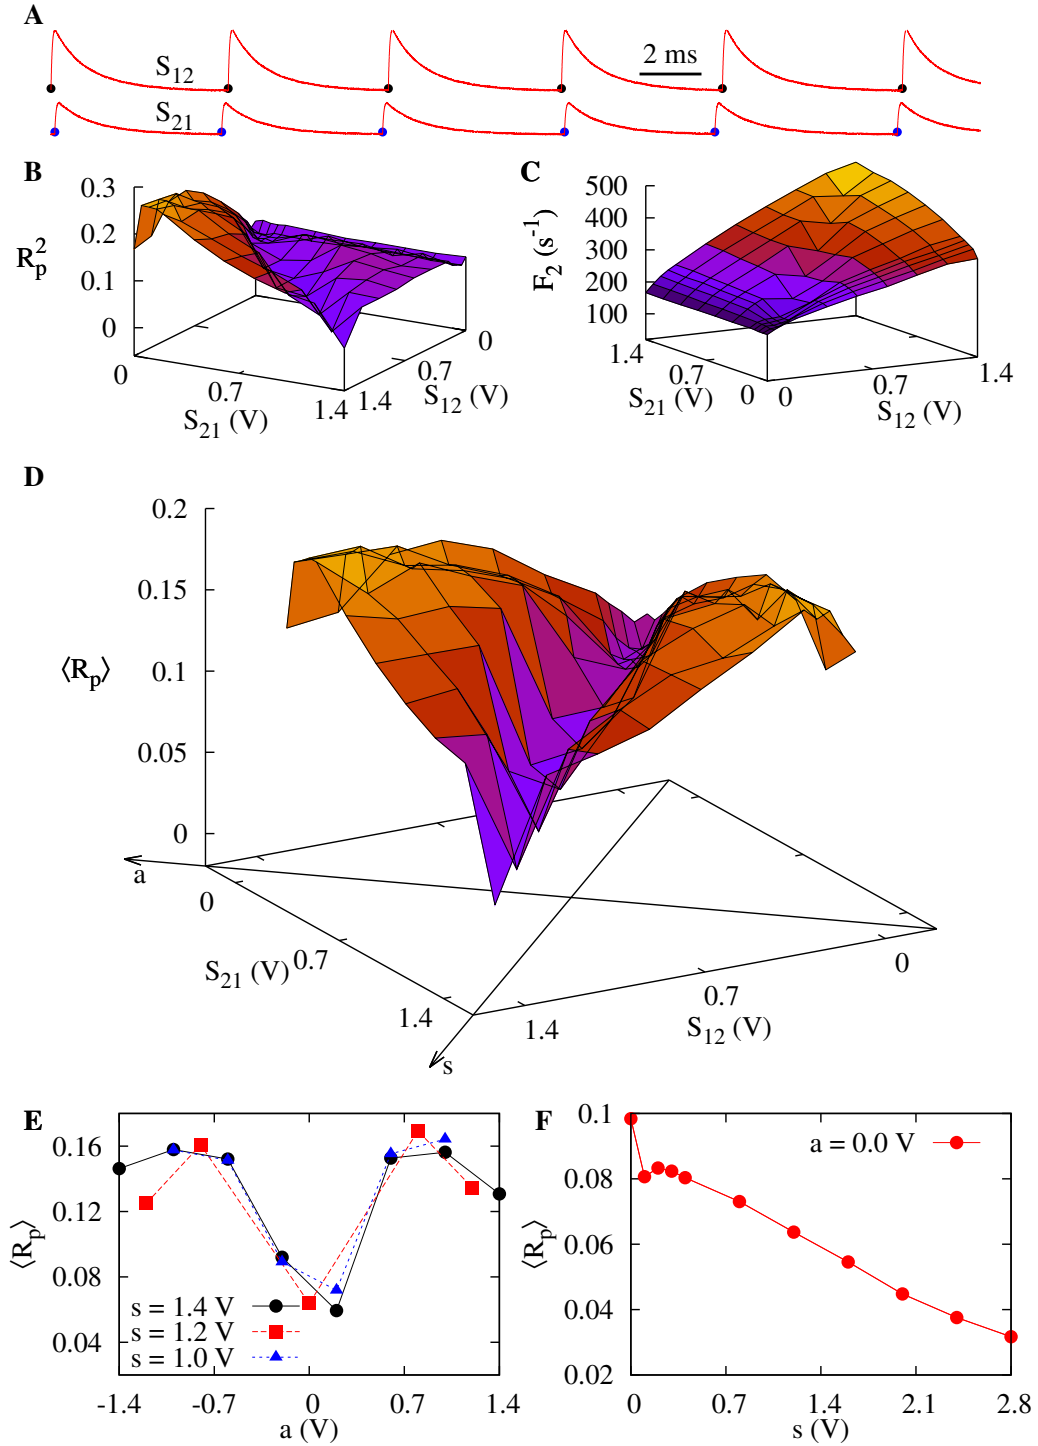 A
S12
2 ms
S21
B
0.3
0.2
0.1
0
Rp2
0
0.7
1.4
S21 (V)
1.4
0.7
0
S12 (V)
C
500
400
300
200
100
F2 (s-1)
1.4
0.7
0
S21 (V)
0
0.7
1.4
S12 (V)
D
0.2
0.15
0.1
0.05
0
⟨Rp⟩
a
0
0.7
1.4
S21 (V)
s
1.4
0.7
0
S12 (V)
E
0.16
0.12
0.08
0.04
⟨Rp⟩
s = 1.4 V
s = 1.2 V
s = 1.0 V
-1.4 -0.7 0 0.7 1.4
a (V)
F
0.1
0.08
0.06
0.04
0.02
⟨Rp⟩
a = 0.0 V
0 0.7 1.4 2.1 2.8
s (V)